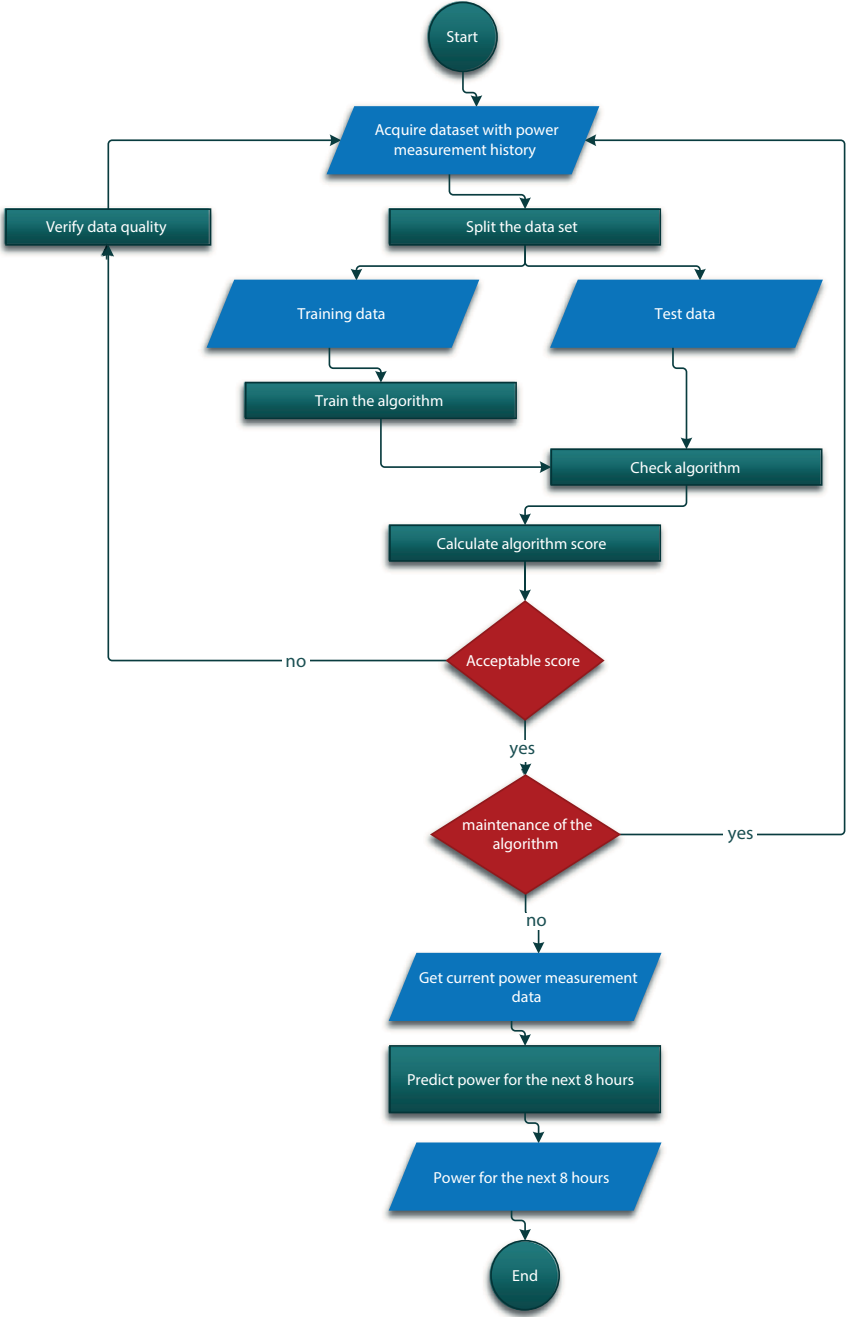 Start
Acquire dataset with power
measurement history
Verify data quality
Split the data set
Training data
Test data
Train the algorithm
Check algorithm
Calculate algorithm score
Acceptable score
no
yes
maintenance of the
algorithm
yes
no
Get current power measurement
data
Predict power for the next 8 hours
Power for the next 8 hours
End